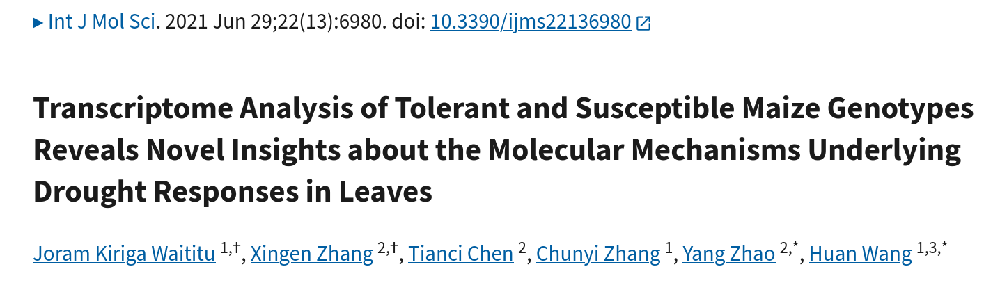 ▸ Int J Mol Sci. 2021 Jun 29;22(13):6980. doi: 10.3390/ijms22136980
Transcriptome Analysis of Tolerant and Susceptible Maize Genotypes
Reveals Novel Insights about the Molecular Mechanisms Underlying
Drought Responses in Leaves
Joram Kiriga Waititu 1,†, Xingen Zhang 2,†, Tianci Chen 2, Chunyi Zhang 1, Yang Zhao 2,*, Huan Wang 1,3,*